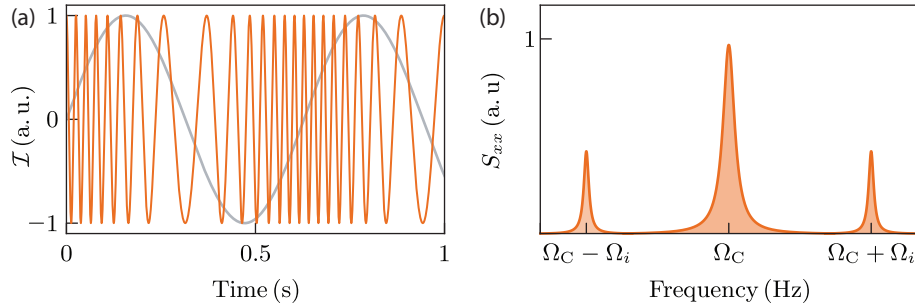 (a)
1
0
−1
ℐ (a. u.)
0
0.5
1
Time (s)
(b)
1
S_xx (a. u)
Ω_C − Ω_i
Ω_C
Ω_C + Ω_i
Frequency (Hz)